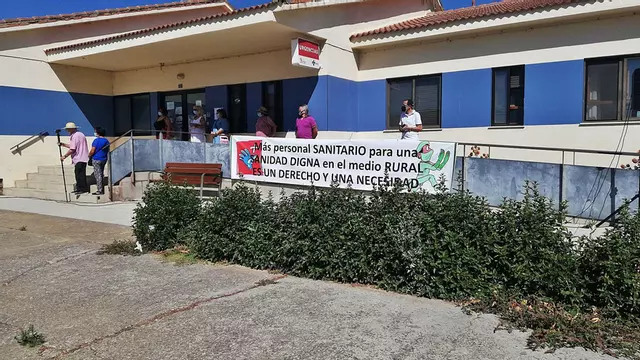 URGENCIAS
Más personal SANITARIO para una
SANIDAD DIGNA en el medio RURAL
ES UN DERECHO Y UNA NECESIDAD